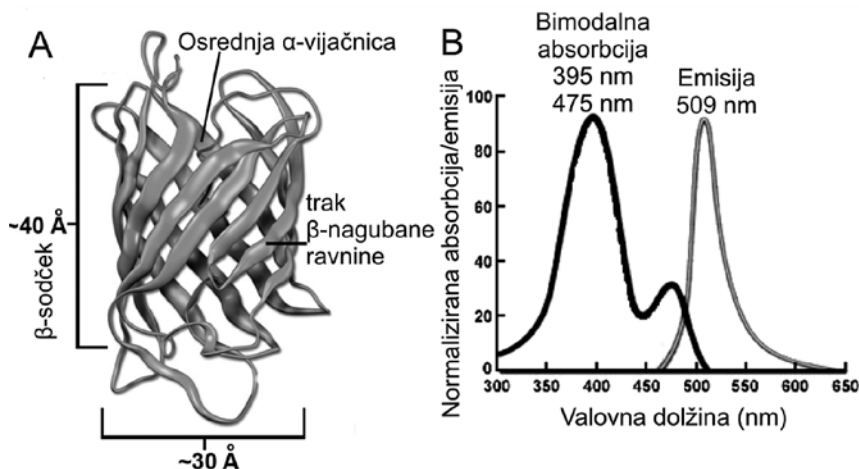 A
Osrednja α-vijačnica
~40 Å
β-sodček
trak
β-nagubane
ravnine
~30 Å
B
Bimodalna
absorbcija
395 nm
475 nm
Emisija
509 nm
Normalizirana absorbcija/emisija
100
80
60
40
20
0
300 350 400 450 500 550 600 650
Valovna dolžina (nm)